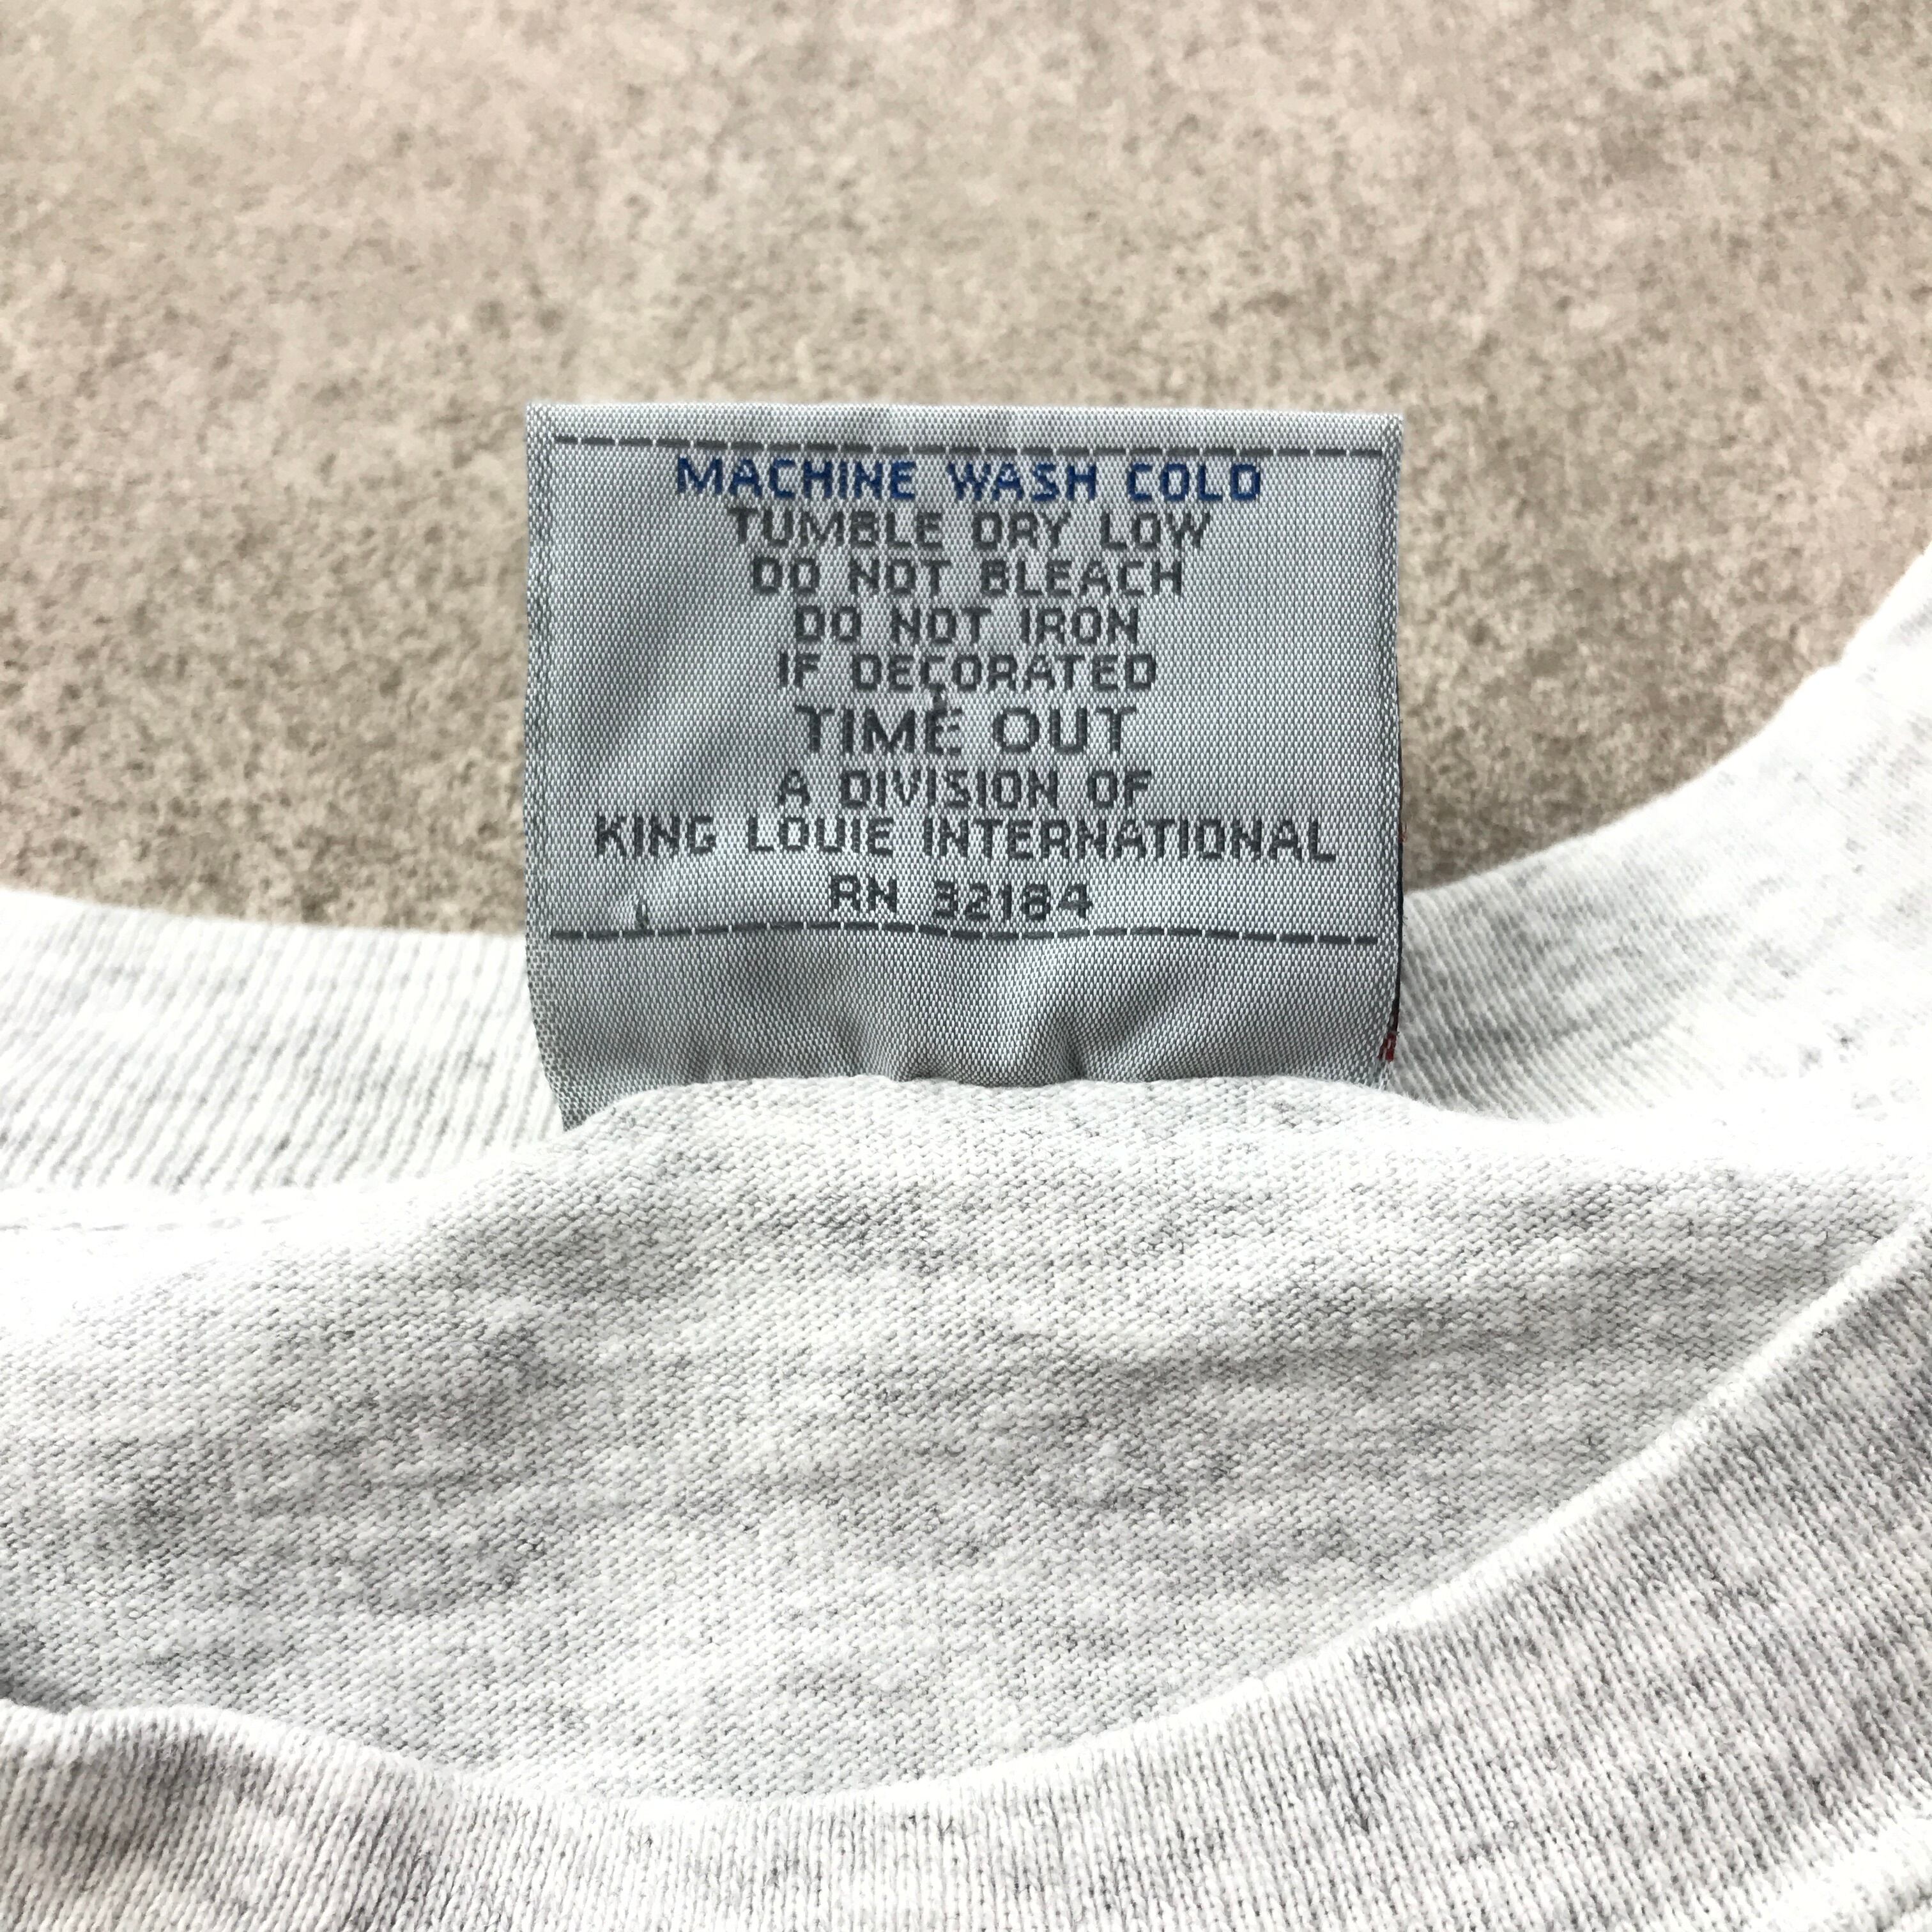 MACHINE WASH COLD
TUMBLE DRY LOW
DO NOT BLEACH
DO NOT IRON
IF DECORATED
TIME OUT
A DIVISION OF
KING LOUIE INTERNATIONAL
RN 32184